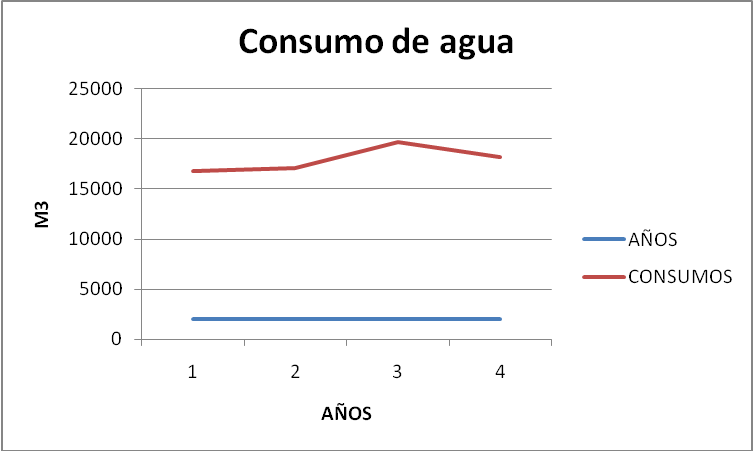 Consumo de agua
25000
20000
15000
10000
5000
0
M3
1 2 3 4
AÑOS
AÑOS
CONSUMOS